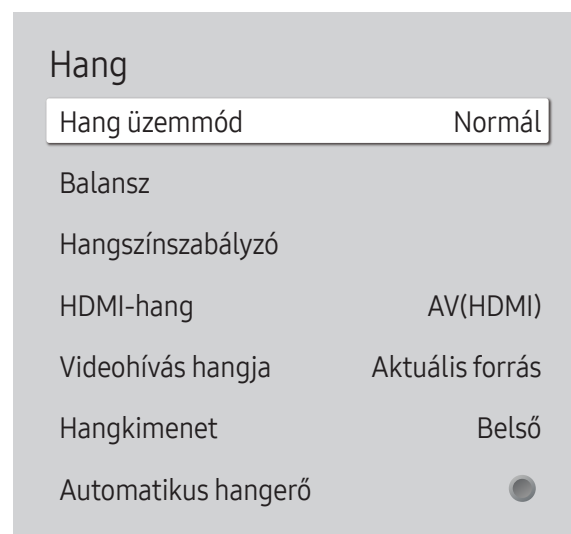 Hang
Hang üzemmód Normál
Balansz
Hangszínszabályzó
HDMI-hang AV(HDMI)
Videohívás hangja Aktuális forrás
Hangkimenet Belső
Automatikus hangerő